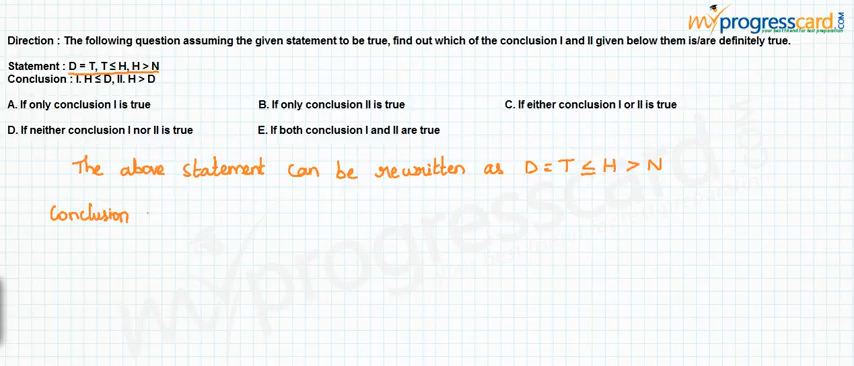 myprogresscard.com
your best friend for test preparation
Direction : The following question assuming the given statement to be true, find out which of the conclusion I and II given below them is/are definitely true.
Statement : D = T, T ≤ H, H > N
Conclusion : I. H ≤ D, II. H > D
A. If only conclusion I is true B. If only conclusion II is true C. If either conclusion I or II is true
D. If neither conclusion I nor II is true E. If both conclusion I and II are true
The above statement can be rewritten as D = T ≤ H > N
Conclusion
myprogresscard.com